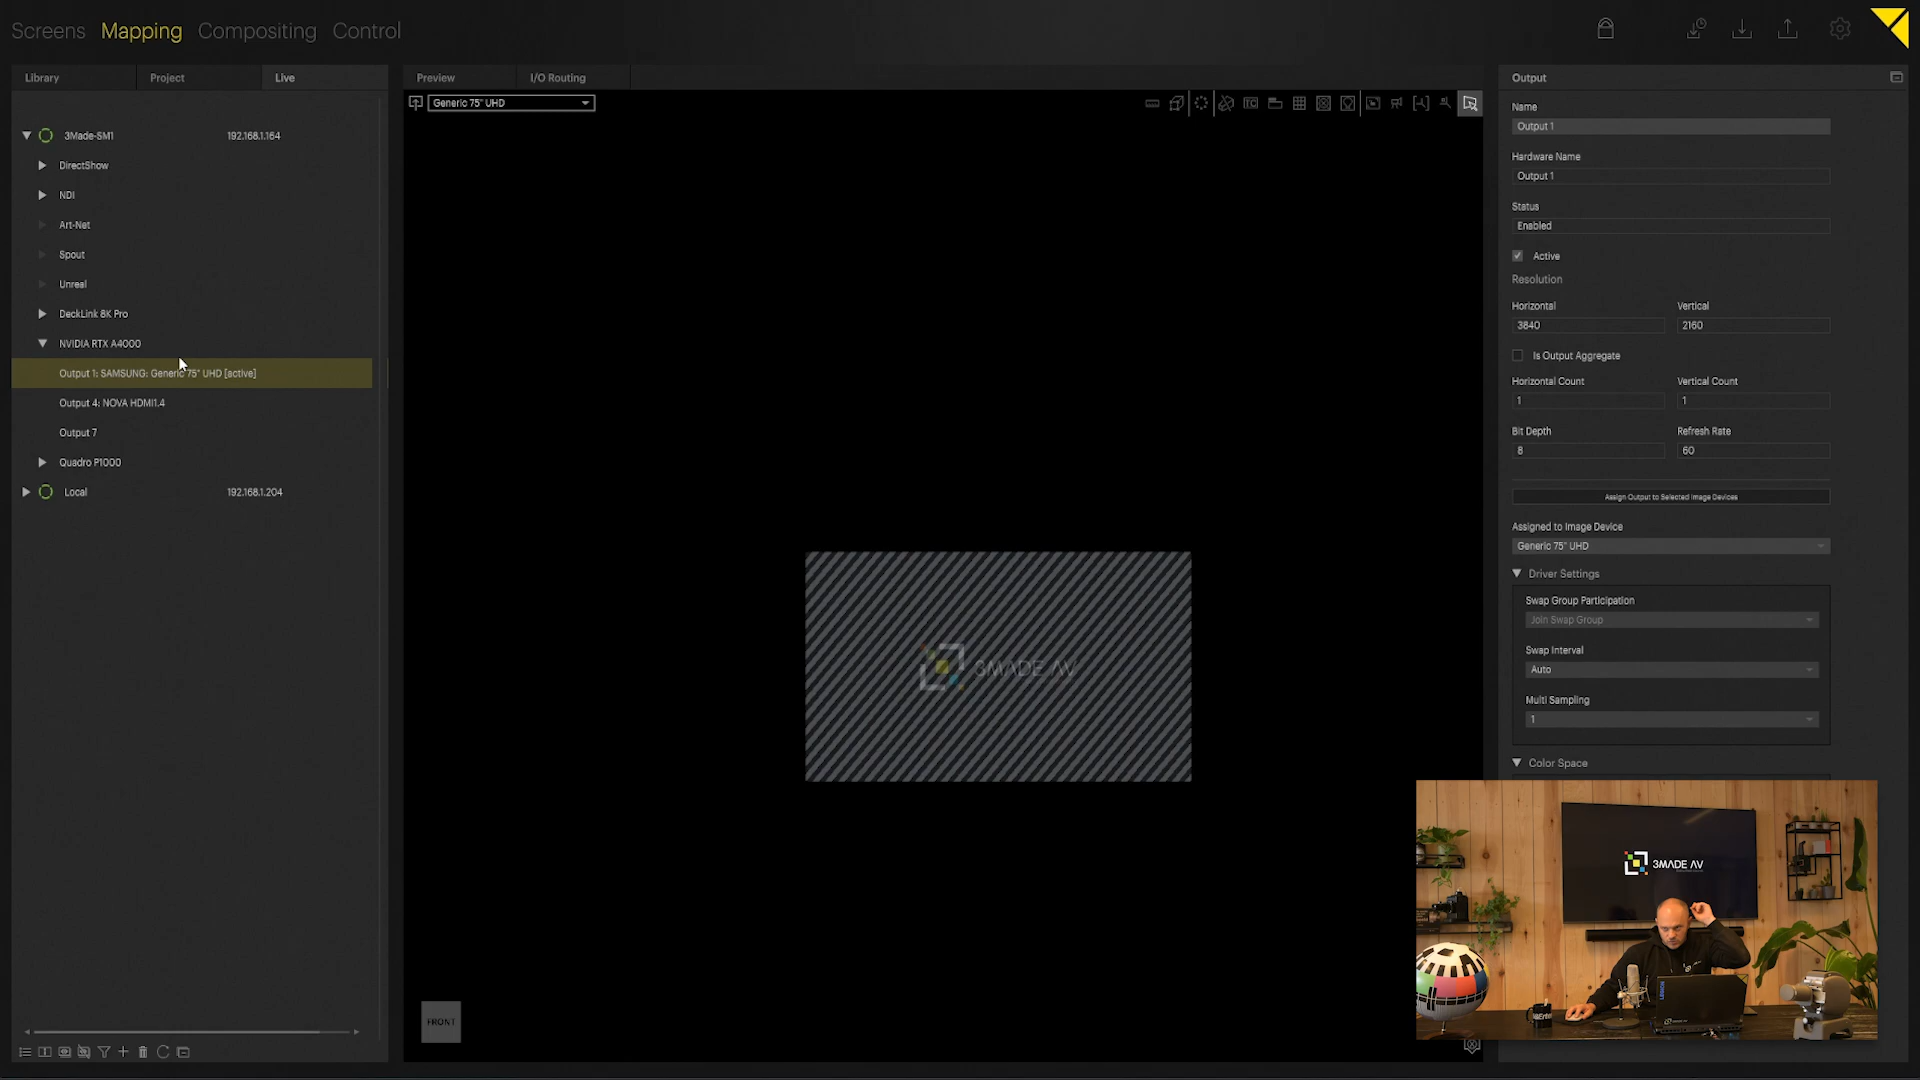 Screens Mapping Compositing Control
Library Project Live
3Made-SM1 192.168.1.164
DirectShow
NDI
Art-Net
Spout
Unreal
DeckLink 8K Pro
NVIDIA RTX A4000
Output 1: SAMSUNG: Generic 75" UHD [active]
Output 4: NOVA HDMI1.4
Output 7
Quadro P1000
Local 192.168.1.204
Preview I/O Routing
Generic 75" UHD
TC
3MADE AV
FRONT
Output
Name
Output 1
Hardware Name
Output 1
Status
Enabled
Active
Resolution
Horizontal Vertical
3840 2160
Is Output Aggregate
Horizontal Count Vertical Count
1 1
Bit Depth Refresh Rate
8 60
Assign Output to Selected Image Devices
Assigned to Image Device
Generic 75" UHD
Driver Settings
Swap Group Participation
Join Swap Group
Swap Interval
Auto
Multi Sampling
1
Color Space
3MADE AV